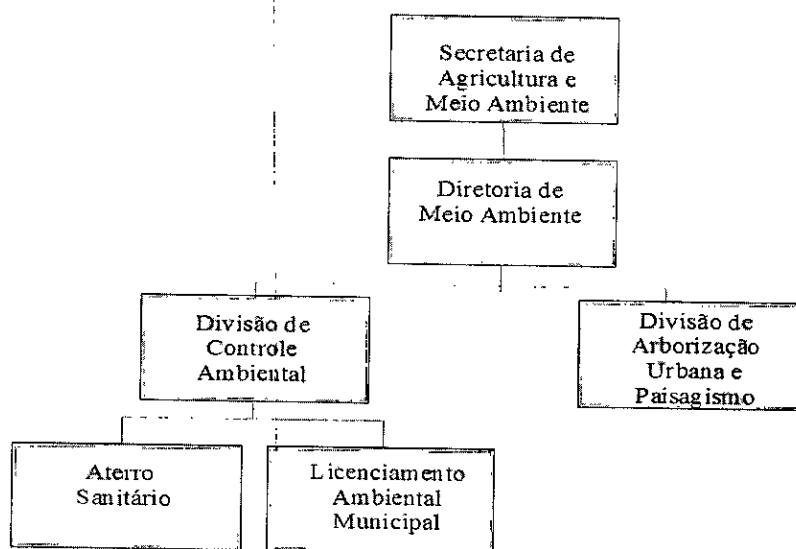 Secretaria de
Agricultura e
Meio Ambiente
Diretoria de
Meio Ambiente
Divisão de
Controle
Ambiental
Divisão de
Arborização
Urbana e
Paisagismo
Aterro
Sanitário
Licenciamento
Ambiental
Municipal